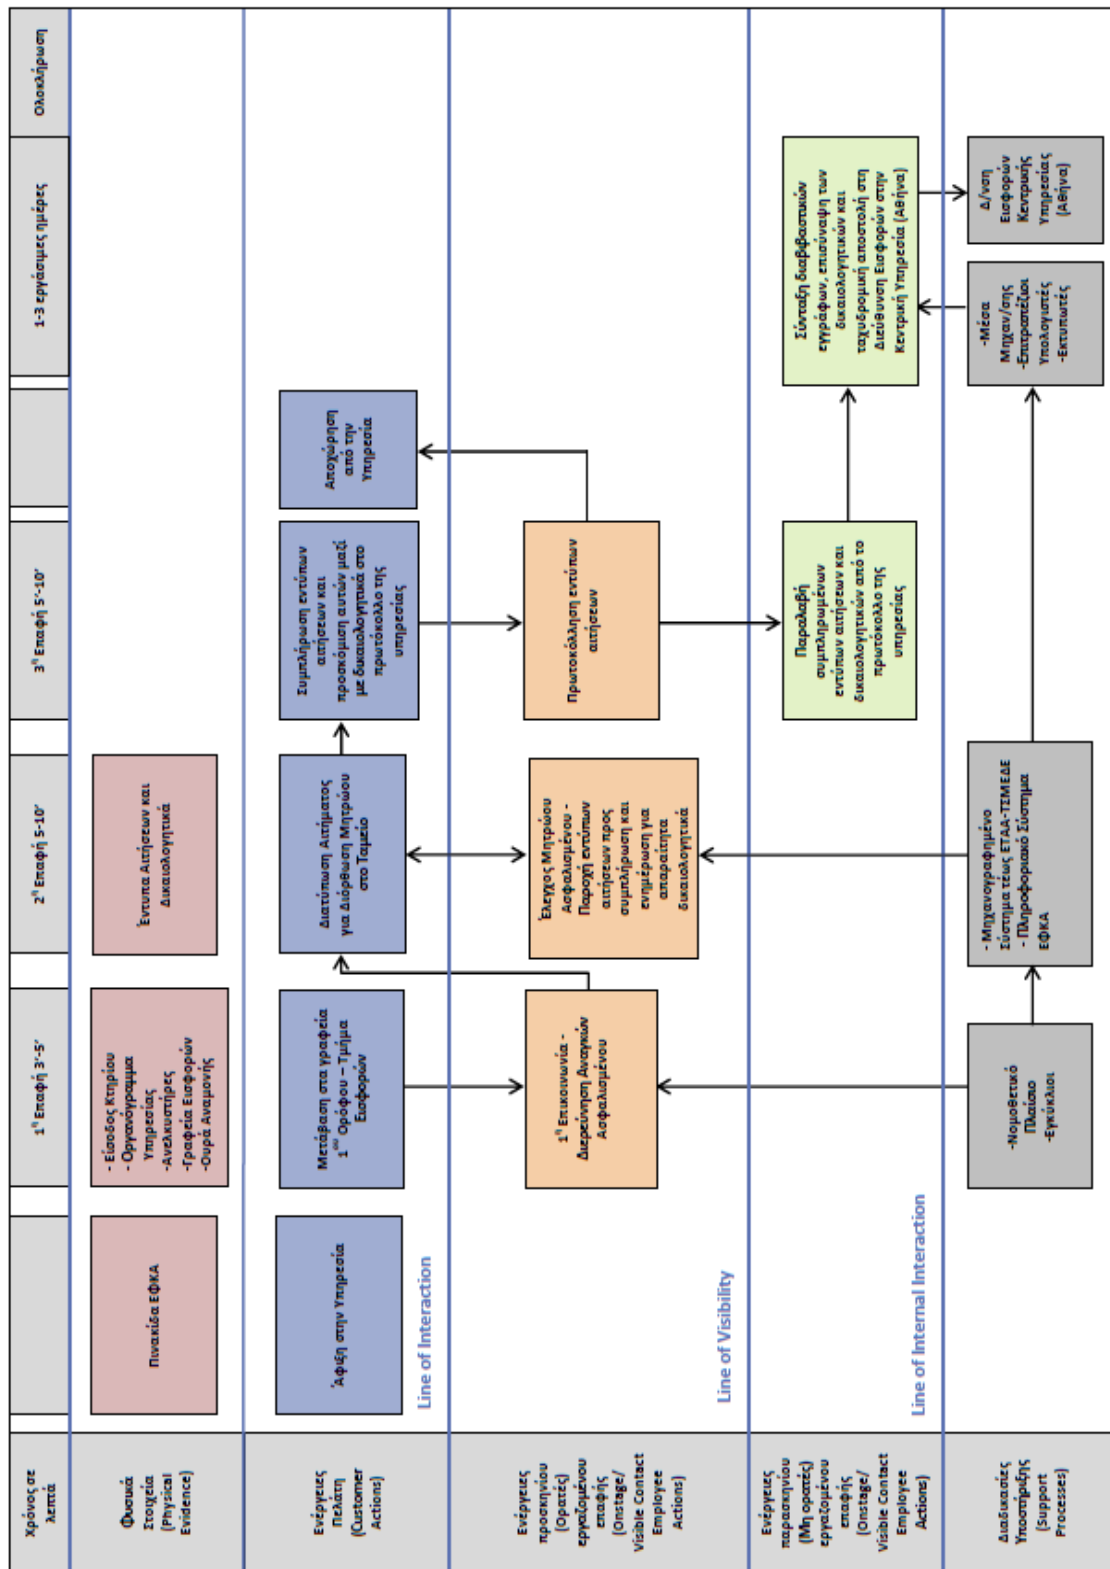 Χρόνος σε
λεπτά
1η Επαφή 3'-5'
2η Επαφή 5-10'
3η Επαφή 5'-10'
1-3 εργάσιμες ημέρες
Ολοκλήρωση
Φυσικά
Στοιχεία
(Physical
Evidence)
Πινακίδα ΕΦΚΑ
- Είσοδος Κτηρίου
- Οργανόγραμμα
Υπηρεσίας
-Ανελκυστήρες
-Γραφεία Εισφορών
-Ουρά Αναμονής
Έντυπα Αιτήσεων και
Δικαιολογητικά
Ενέργειες
Πελάτη
(Customer
Actions)
Άφιξη στην Υπηρεσία
Μετάβαση στα γραφεία
1ου Ορόφου – Τμήμα
Εισφορών
Διατύπωση Αιτήματος
για Διόρθωση Μητρώου
στο Ταμείο
Συμπλήρωση εντύπων
αιτήσεων και
προσκόμιση αυτών μαζί
με δικαιολογητικά στο
πρωτόκολλο της
υπηρεσίας
Αποχώρηση
από την
Υπηρεσία
Line of Interaction
Ενέργειες
προσκηνίου
(Ορατές)
εργαζομένου
επαφής
(Onstage/
Visible Contact
Employee
Actions)
1η Επικοινωνία -
Διερεύνηση Αναγκών
Ασφαλισμένου
Έλεγχος Μητρώου
Ασφαλισμένου -
Παροχή εντύπων
αιτήσεων προς
συμπλήρωση και
ενημέρωση για
απαραίτητα
δικαιολογητικά
Πρωτοκόλληση εντύπων
αιτήσεων
Line of Visibility
Ενέργειες
παρασκηνίου
(Μη ορατές)
εργαζομένου
επαφής
(Onstage/
Visible Contact
Employee
Actions)
Παραλαβή
συμπληρωμένων
εντύπων αιτήσεων και
δικαιολογητικών από το
πρωτόκολλο της
υπηρεσίας
Σύνταξη διαβιβαστικών
εγγράφων, επισύναψη των
δικαιολογητικών και
ταχυδρομική αποστολή στη
Διεύθυνση Εισφορών στην
Κεντρική Υπηρεσία (Αθήνα)
Line of Internal Interaction
Διαδικασίες
Υποστήριξης
(Support
Processes)
-Νομοθετικό
Πλαίσιο
-Εγκύκλιοι
- Μηχανογραφημένο
Σύστημα τέως ΕΤΑΑ-ΤΣΜΕΔΕ
- Πληροφοριακό Σύστημα
ΕΦΚΑ
-Μέσα
Μηχαν/σης
-Επιτραπέζιοι
Υπολογιστές
-Εκτυπωτές
Δ/νση
Εισφορών
Κεντρικής
Υπηρεσίας
(Αθήνα)